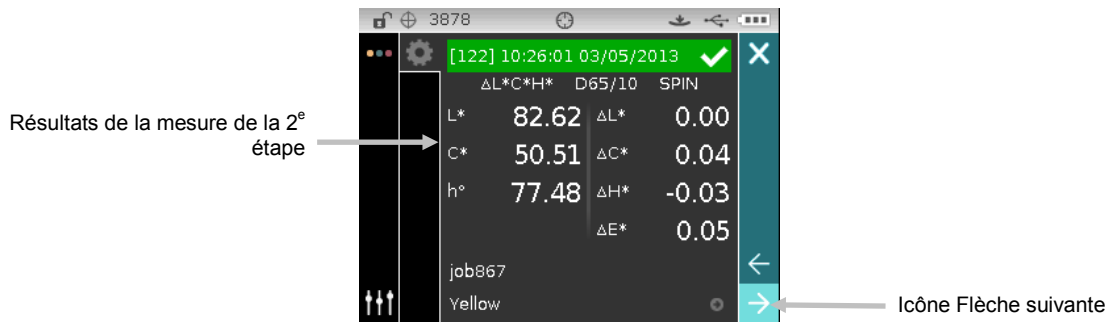 3878
[122] 10:26:01 03/05/2013
ΔL*C*H* D65/10 SPIN
L* 82.62 ΔL* 0.00
C* 50.51 ΔC* 0.04
h° 77.48 ΔH* -0.03
ΔE* 0.05
job867
Yellow
Résultats de la mesure de la 2e
étape
Icône Flèche suivante